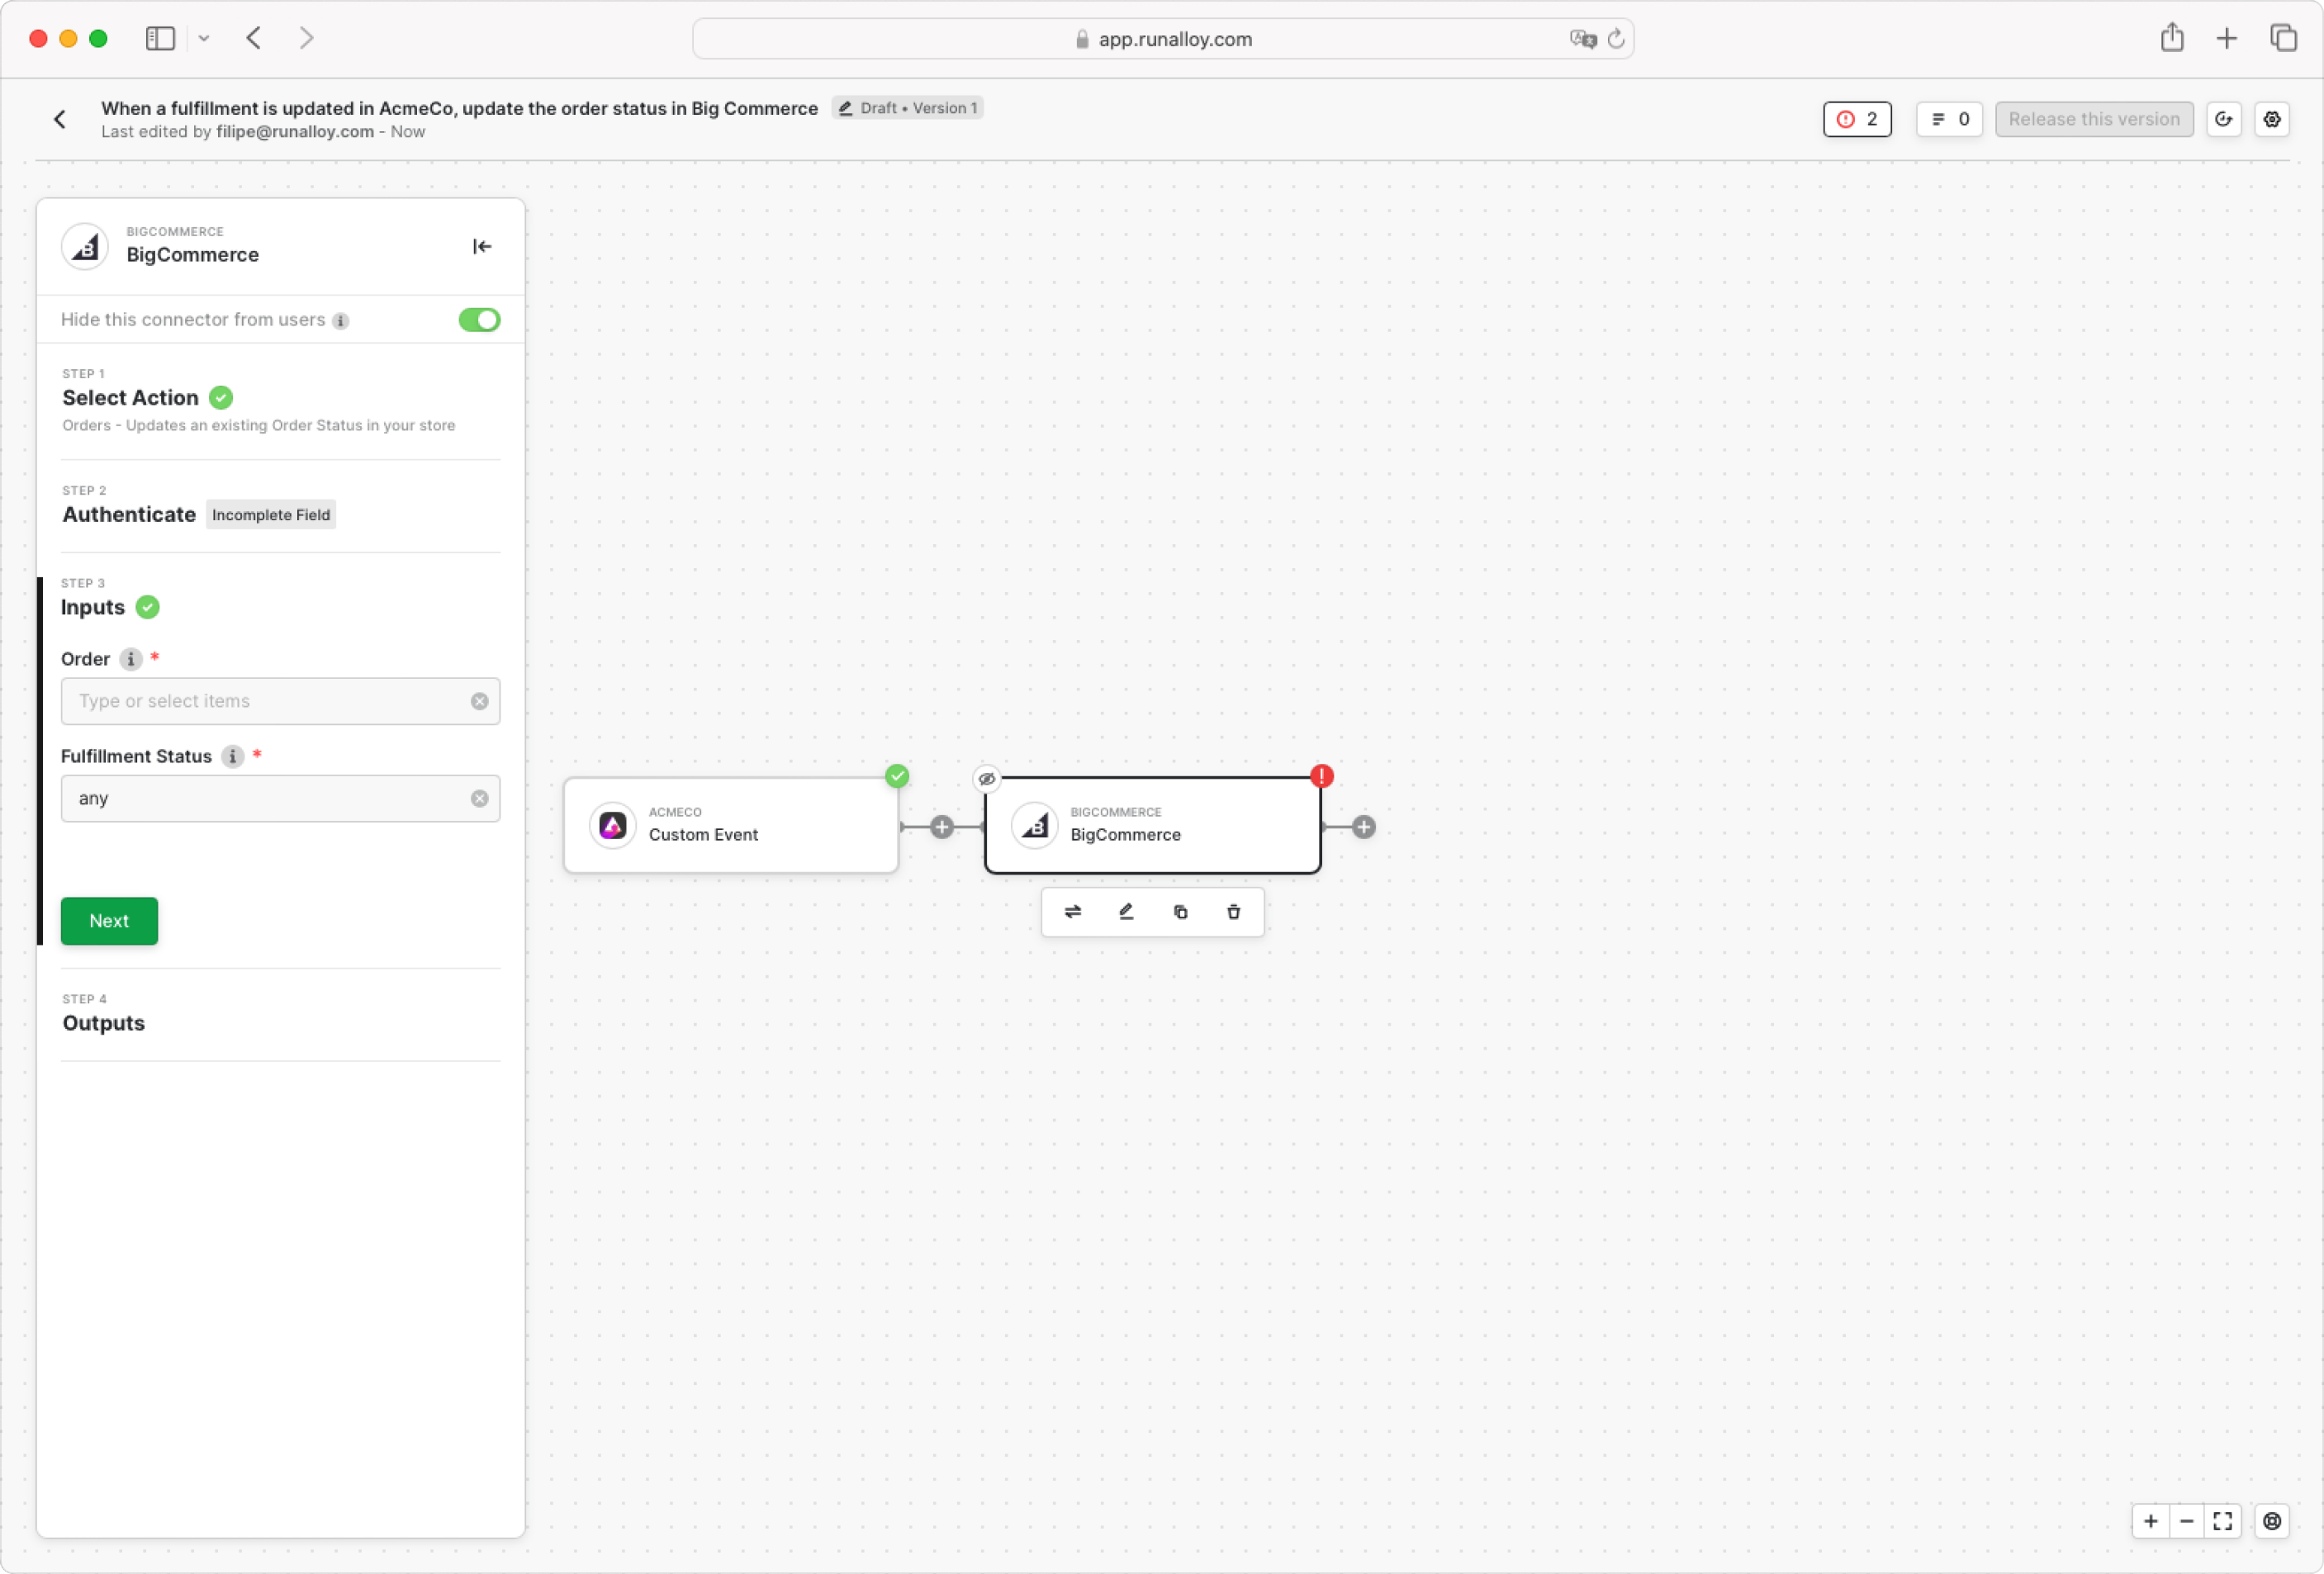 app.runalloy.com
When a fulfillment is updated in AcmeCo, update the order status in Big Commerce
Draft • Version 1
Last edited by filipe@runalloy.com - Now
2
0
Release this version
BIGCOMMERCE
BigCommerce
Hide this connector from users
STEP 1
Select Action
Orders - Updates an existing Order Status in your store
STEP 2
Authenticate
Incomplete Field
STEP 3
Inputs
Order *
Type or select items
Fulfillment Status *
any
Next
STEP 4
Outputs
ACMECO
Custom Event
BIGCOMMERCE
BigCommerce